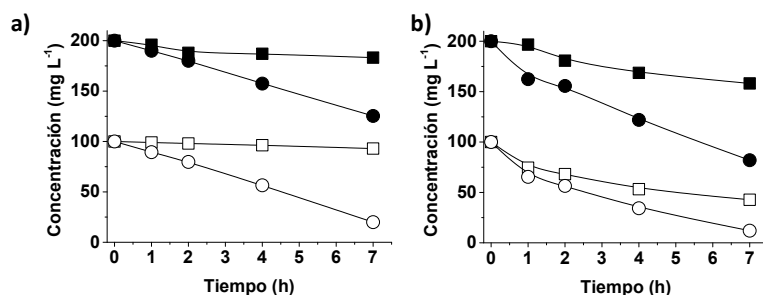 a)
Concentración (mg L⁻¹)
200
150
100
50
0
0 1 2 3 4 5 6 7
Tiempo (h)
b)
Concentración (mg L⁻¹)
200
150
100
50
0
0 1 2 3 4 5 6 7
Tiempo (h)